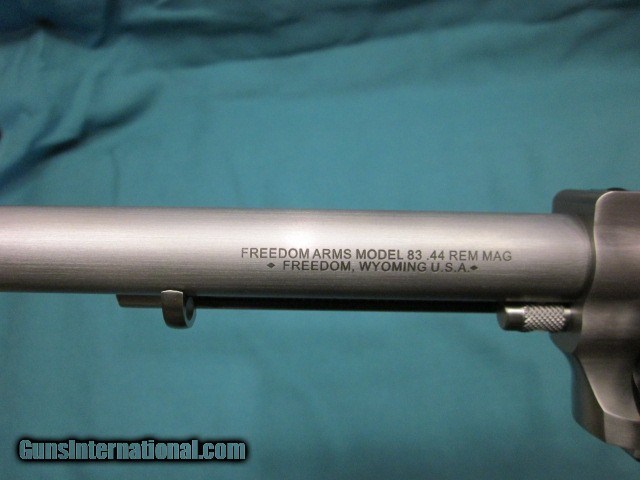 FREEDOM ARMS MODEL 83 .44 REM MAG
◆ FREEDOM, WYOMING U.S.A. ◆
GunsInternational.com